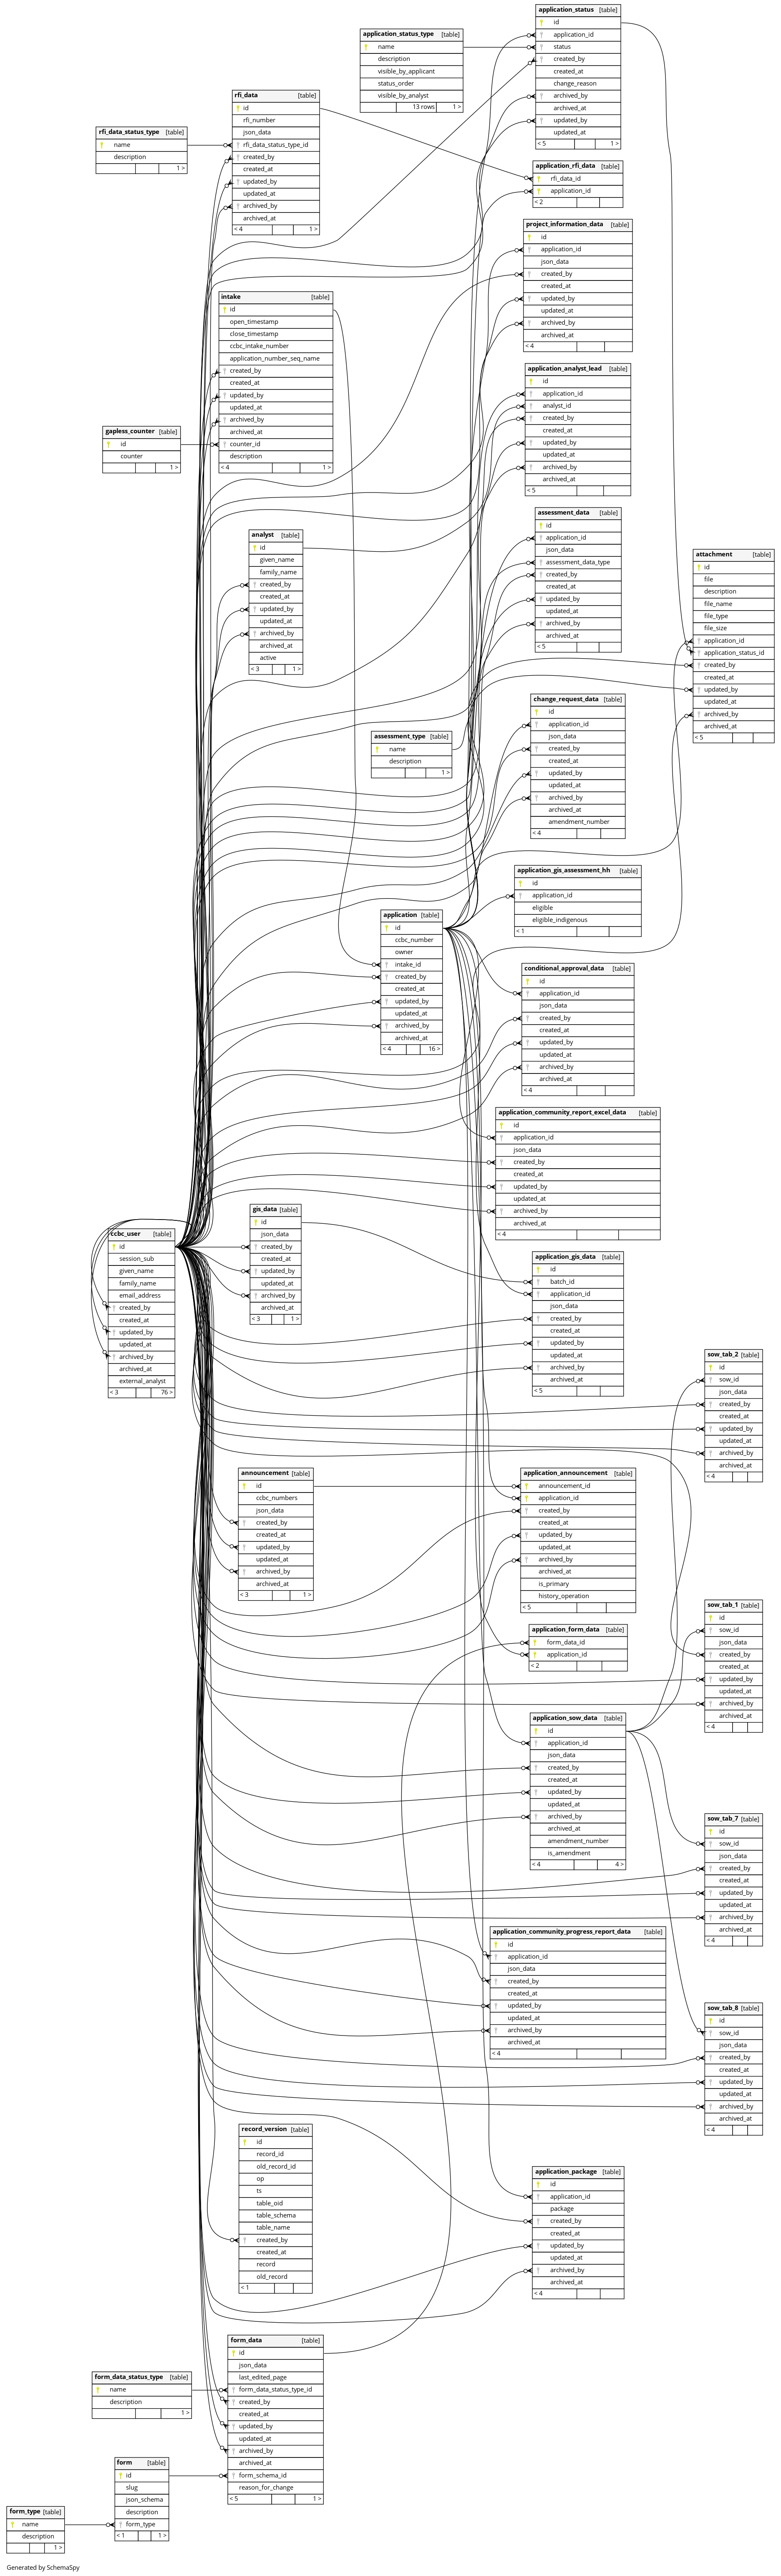 application_status [table]
id
application_id
status
created_by
created_at
change_reason
archived_by
archived_at
updated_by
updated_at
< 5 1 >
application_status_type [table]
name
description
visible_by_applicant
status_order
visible_by_analyst
13 rows 1 >
rfi_data [table]
id
rfi_number
json_data
rfi_data_status_type_id
created_by
created_at
updated_by
updated_at
archived_by
archived_at
< 4 1 >
rfi_data_status_type [table]
name
description
1 >
application_rfi_data [table]
rfi_data_id
application_id
< 2
project_information_data [table]
id
application_id
json_data
created_by
created_at
updated_by
updated_at
archived_by
archived_at
< 4
intake [table]
id
open_timestamp
close_timestamp
ccbc_intake_number
application_number_seq_name
created_by
created_at
updated_by
updated_at
archived_by
archived_at
counter_id
description
< 4 1 >
gapless_counter [table]
id
counter
1 >
application_analyst_lead [table]
id
application_id
analyst_id
created_by
created_at
updated_by
updated_at
archived_by
archived_at
< 5
analyst [table]
id
given_name
family_name
created_by
created_at
updated_by
updated_at
archived_by
archived_at
active
< 3 1 >
assessment_data [table]
id
application_id
json_data
assessment_data_type
created_by
created_at
updated_by
updated_at
archived_by
archived_at
< 5
attachment [table]
id
file
description
file_name
file_type
file_size
application_id
application_status_id
created_by
created_at
updated_by
updated_at
archived_by
archived_at
< 5
assessment_type [table]
name
description
1 >
change_request_data [table]
id
application_id
json_data
created_by
created_at
updated_by
updated_at
archived_by
archived_at
amendment_number
< 4
application_gis_assessment_hh [table]
id
application_id
eligible
eligible_indigenous
< 1
application [table]
id
ccbc_number
owner
intake_id
created_by
created_at
updated_by
updated_at
archived_by
archived_at
< 4 16 >
conditional_approval_data [table]
id
application_id
json_data
created_by
created_at
updated_by
updated_at
archived_by
archived_at
< 4
application_community_report_excel_data [table]
id
application_id
json_data
created_by
created_at
updated_by
updated_at
archived_by
archived_at
< 4
ccbc_user [table]
id
session_sub
given_name
family_name
email_address
created_by
created_at
updated_by
updated_at
archived_by
archived_at
external_analyst
< 3 76 >
gis_data [table]
id
json_data
created_by
created_at
updated_by
updated_at
archived_by
archived_at
< 3 1 >
application_gis_data [table]
id
batch_id
application_id
json_data
created_by
created_at
updated_by
updated_at
archived_by
archived_at
< 5
sow_tab_2 [table]
id
sow_id
json_data
created_by
created_at
updated_by
updated_at
archived_by
archived_at
< 4
announcement [table]
id
ccbc_numbers
json_data
created_by
created_at
updated_by
updated_at
archived_by
archived_at
< 3 1 >
application_announcement [table]
announcement_id
application_id
created_by
created_at
updated_by
updated_at
archived_by
archived_at
is_primary
history_operation
< 5
sow_tab_1 [table]
id
sow_id
json_data
created_by
created_at
updated_by
updated_at
archived_by
archived_at
< 4
application_form_data [table]
form_data_id
application_id
< 2
application_sow_data [table]
id
application_id
json_data
created_by
created_at
updated_by
updated_at
archived_by
archived_at
amendment_number
is_amendment
< 4 4 >
sow_tab_7 [table]
id
sow_id
json_data
created_by
created_at
updated_by
updated_at
archived_by
archived_at
< 4
application_community_progress_report_data [table]
id
application_id
json_data
created_by
created_at
updated_by
updated_at
archived_by
archived_at
< 4
sow_tab_8 [table]
id
sow_id
json_data
created_by
created_at
updated_by
updated_at
archived_by
archived_at
< 4
record_version [table]
id
record_id
old_record_id
op
ts
table_oid
table_schema
table_name
created_by
created_at
record
old_record
< 1
application_package [table]
id
application_id
package
created_by
created_at
updated_by
updated_at
archived_by
archived_at
< 4
form_data [table]
id
json_data
last_edited_page
form_data_status_type_id
created_by
created_at
updated_by
updated_at
archived_by
archived_at
form_schema_id
reason_for_change
< 5 1 >
form_data_status_type [table]
name
description
1 >
form [table]
id
slug
json_schema
description
form_type
< 1 1 >
form_type [table]
name
description
1 >
Generated by SchemaSpy